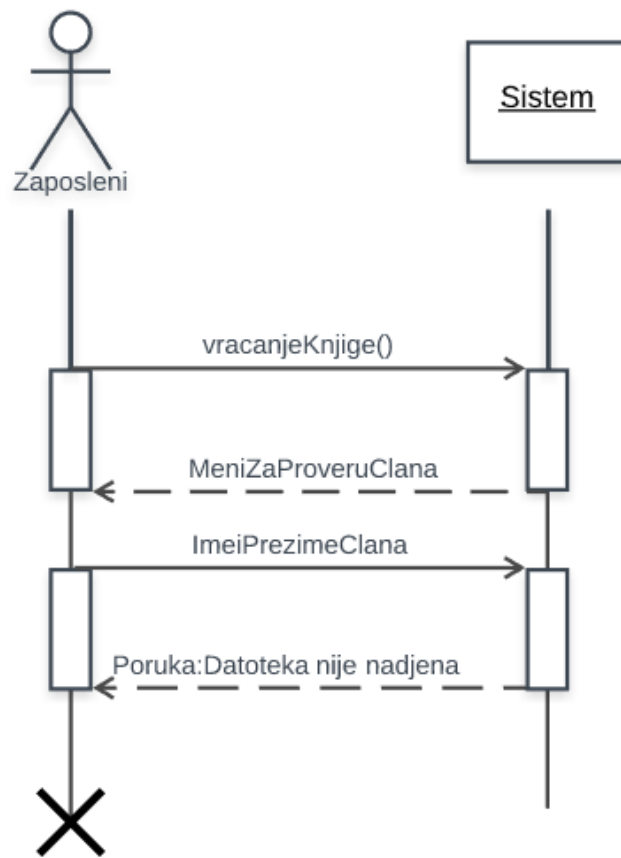 Zaposleni
Sistem
vracanjeKnjige()
MeniZaProveruClana
ImeiPrezimeClana
Poruka:Datoteka nije nadjena